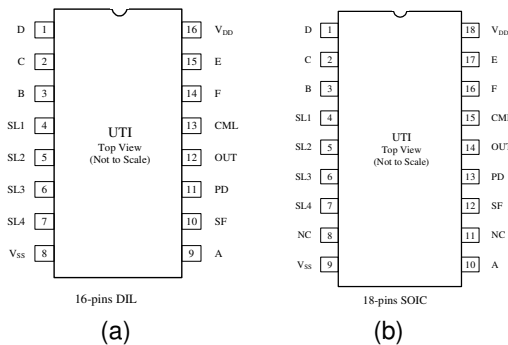 D 1 16 VDD
C 2 15 E
B 3 14 F
SL1 4 13 CML
SL2 5 12 OUT
SL3 6 11 PD
SL4 7 10 SF
VSS 8 9 A
UTI
Top View
(Not to Scale)
16-pins DIL
(a)
D 1 18 VDD
C 2 17 E
B 3 16 F
SL1 4 15 CML
SL2 5 14 OUT
SL3 6 13 PD
SL4 7 12 SF
NC 8 11 NC
VSS 9 10 A
UTI
Top View
(Not to Scale)
18-pins SOIC
(b)